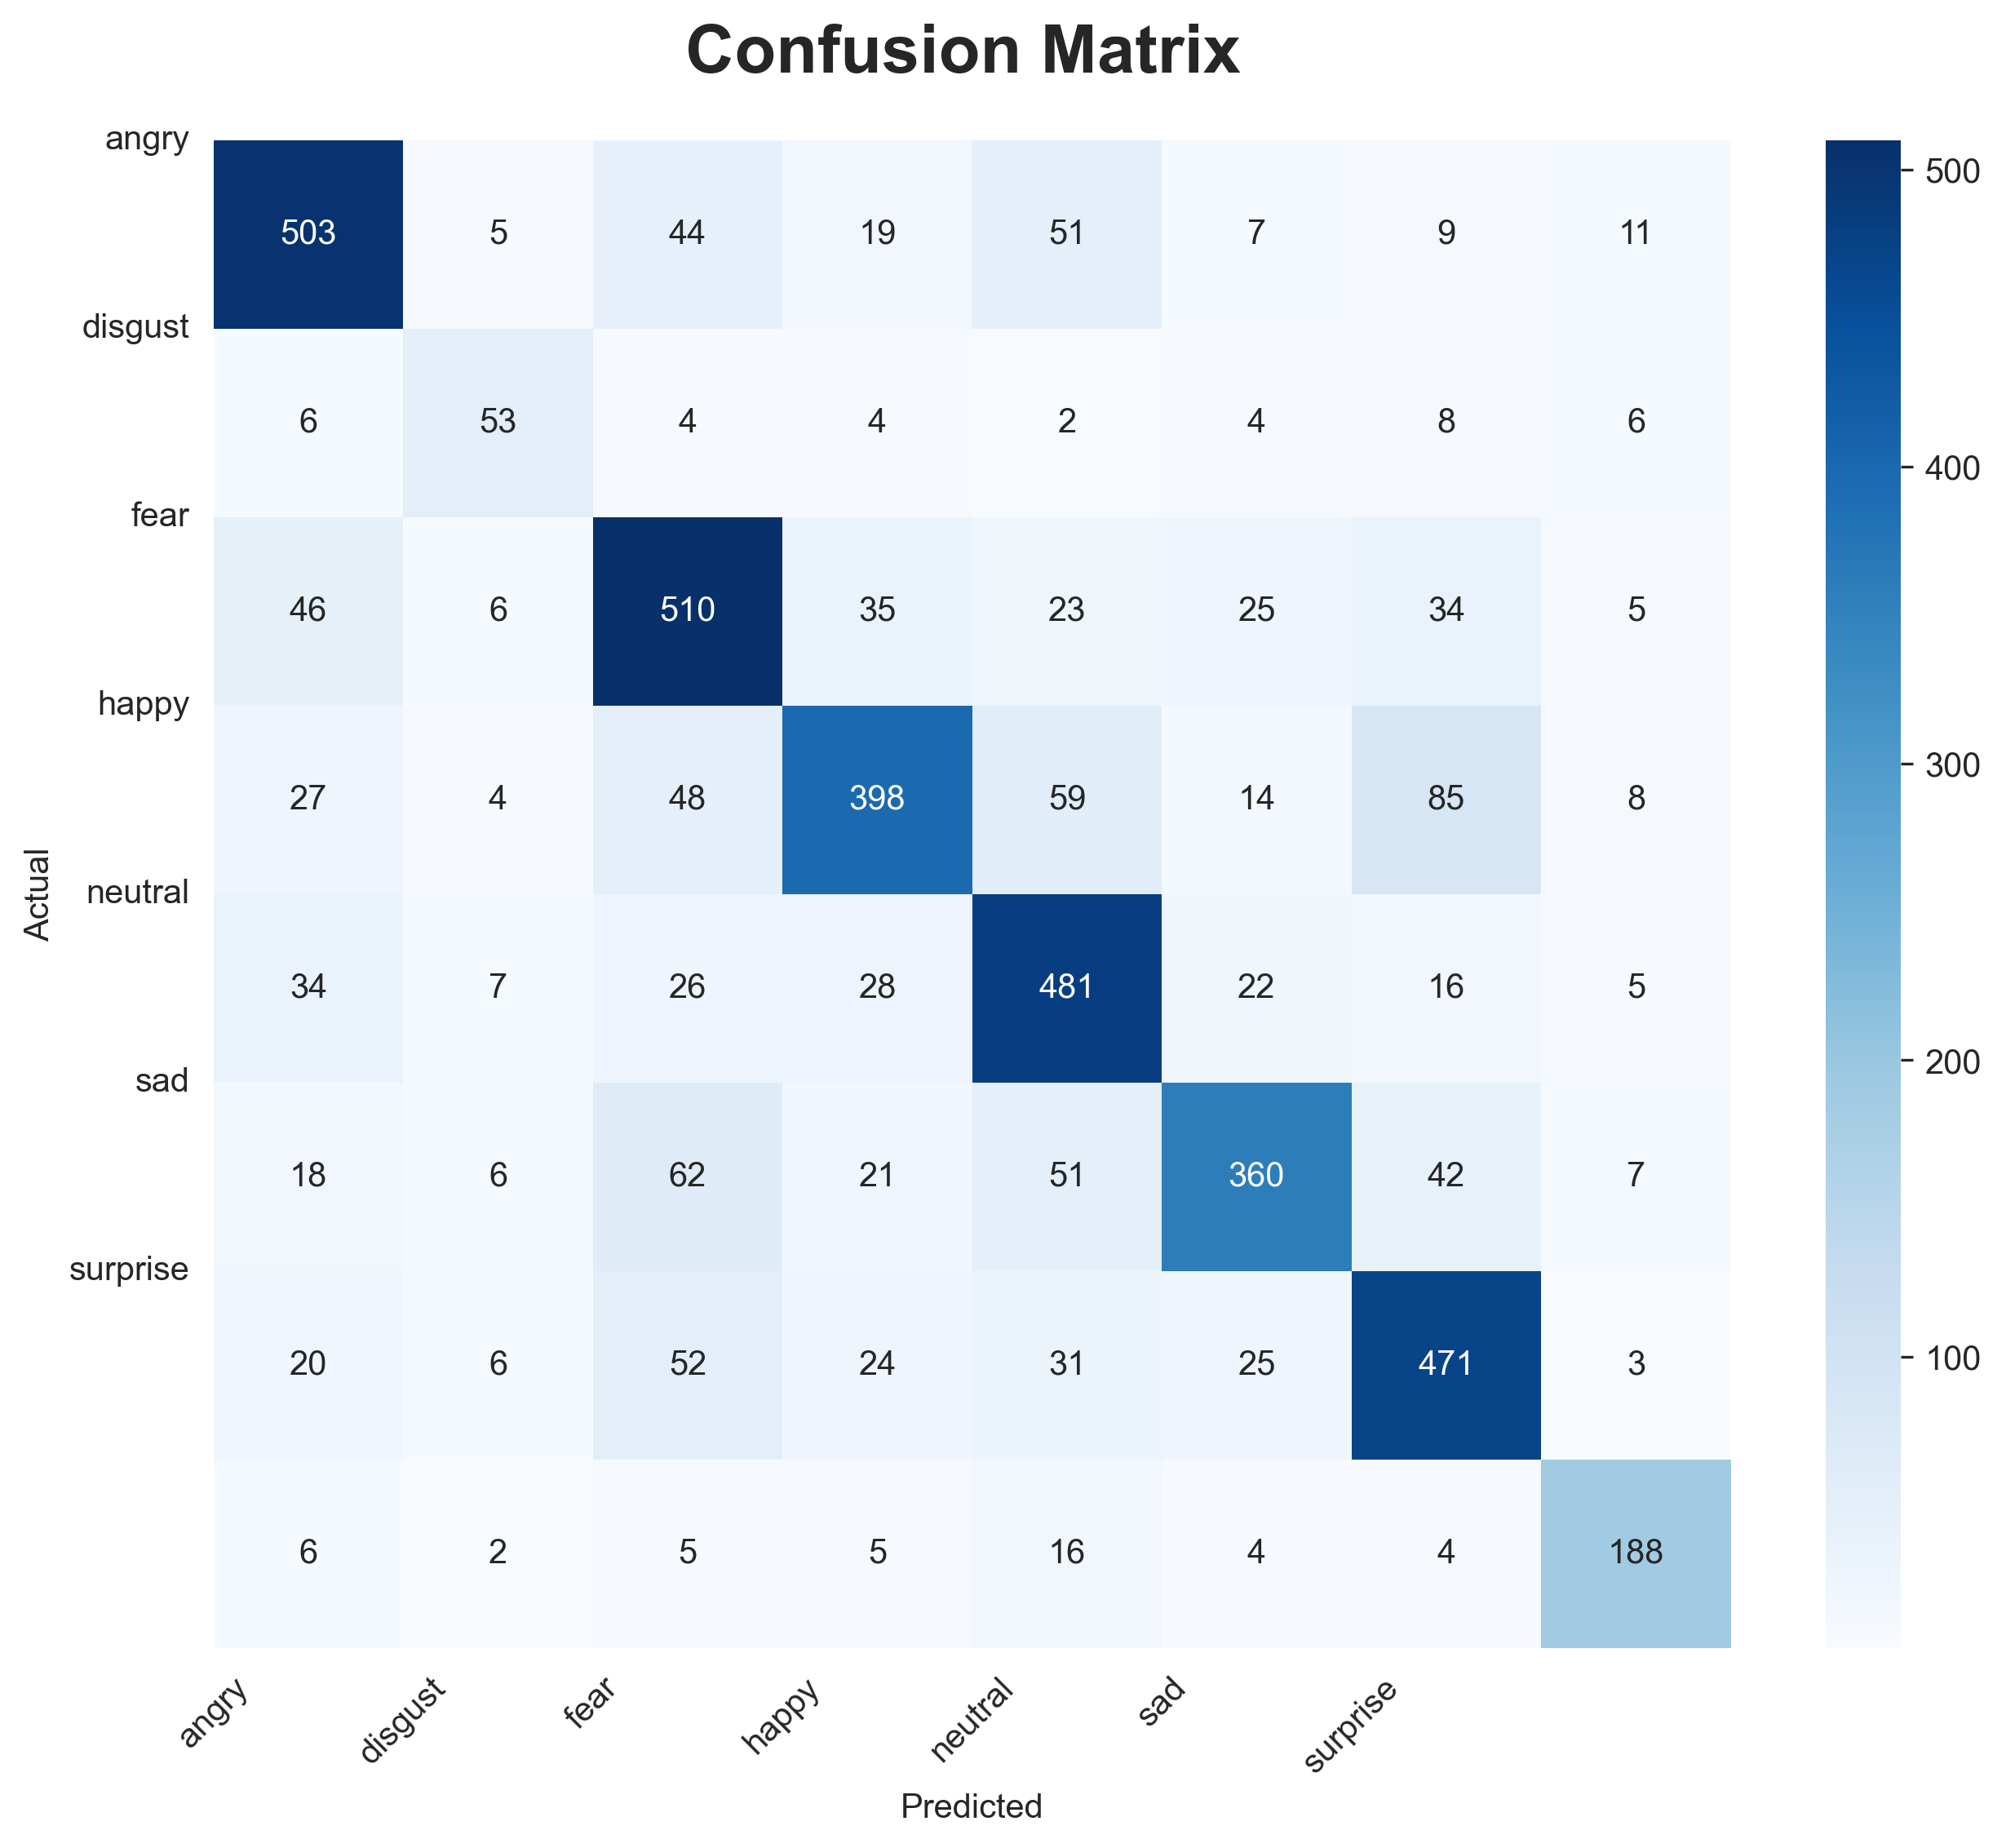 Confusion Matrix
angry
503 5 44 19 51 7 9 11
disgust
6 53 4 4 2 4 8 6
fear
46 6 510 35 23 25 34 5
happy
27 4 48 398 59 14 85 8
neutral
34 7 26 28 481 22 16 5
sad
18 6 62 21 51 360 42 7
surprise
20 6 52 24 31 25 471 3
6 2 5 5 16 4 4 188
Actual
angry disgust fear happy neutral sad surprise
Predicted
500
400
300
200
100